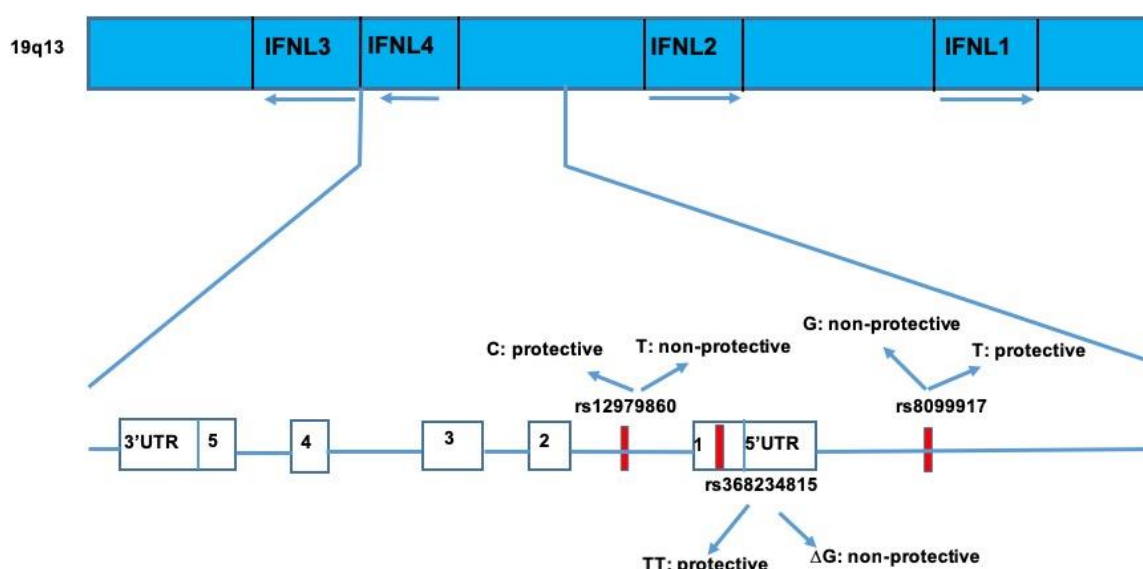 19q13
IFNL3
IFNL4
IFNL2
IFNL1
G: non-protective
C: protective
T: non-protective
T: protective
rs12979860
rs8099917
3'UTR
5
4
3
2
1
5'UTR
rs368234815
TT: protective
ΔG: non-protective